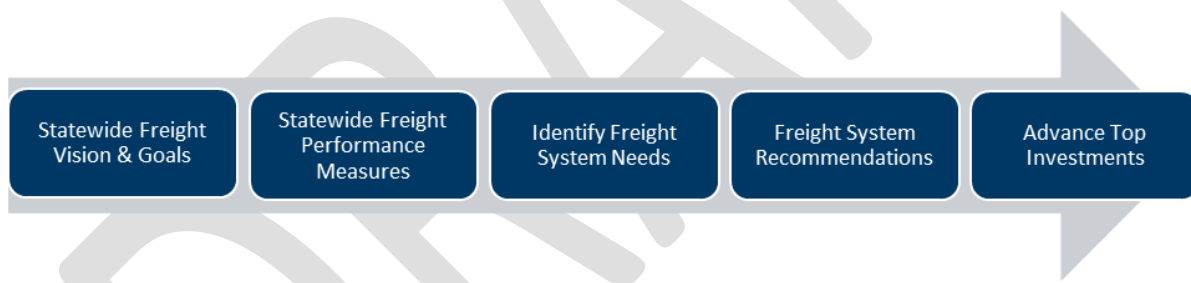 Statewide Freight
Vision & Goals
Statewide Freight
Performance
Measures
Identify Freight
System Needs
Freight System
Recommendations
Advance Top
Investments